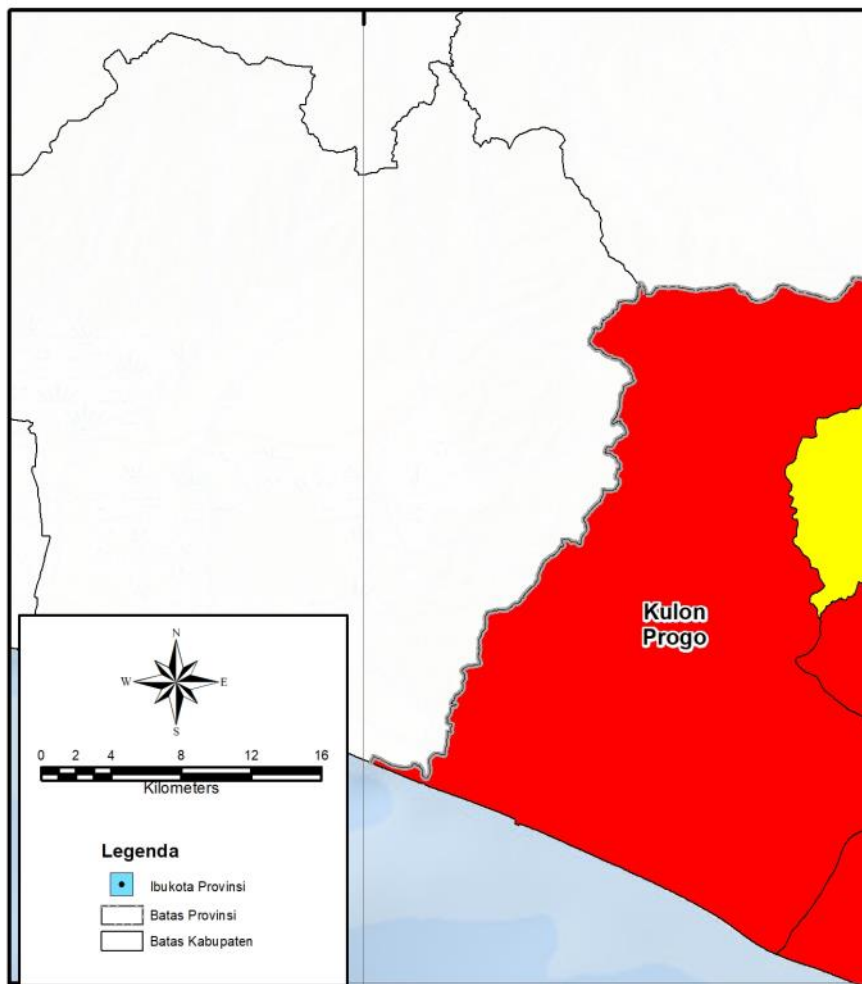 Kulon
Progo
N
W E
S
0 2 4 8 12 16
Kilometers
Legenda
Ibukota Provinsi
Batas Provinsi
Batas Kabupaten